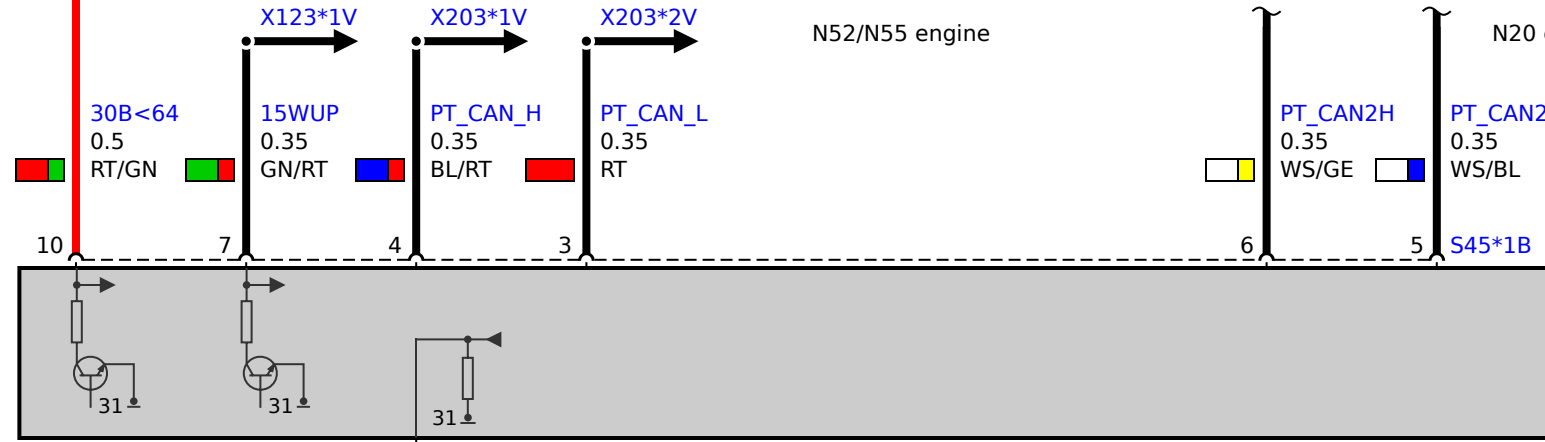 X123*1V
X203*1V
X203*2V
N52/N55 engine
N20
30B<64
0.5
RT/GN
15WUP
0.35
GN/RT
PT_CAN_H
0.35
BL/RT
PT_CAN_L
0.35
RT
PT_CAN2H
0.35
WS/GE
PT_CAN2
0.35
WS/BL
10
7
4
3
6
5
S45*1B
31
31
31